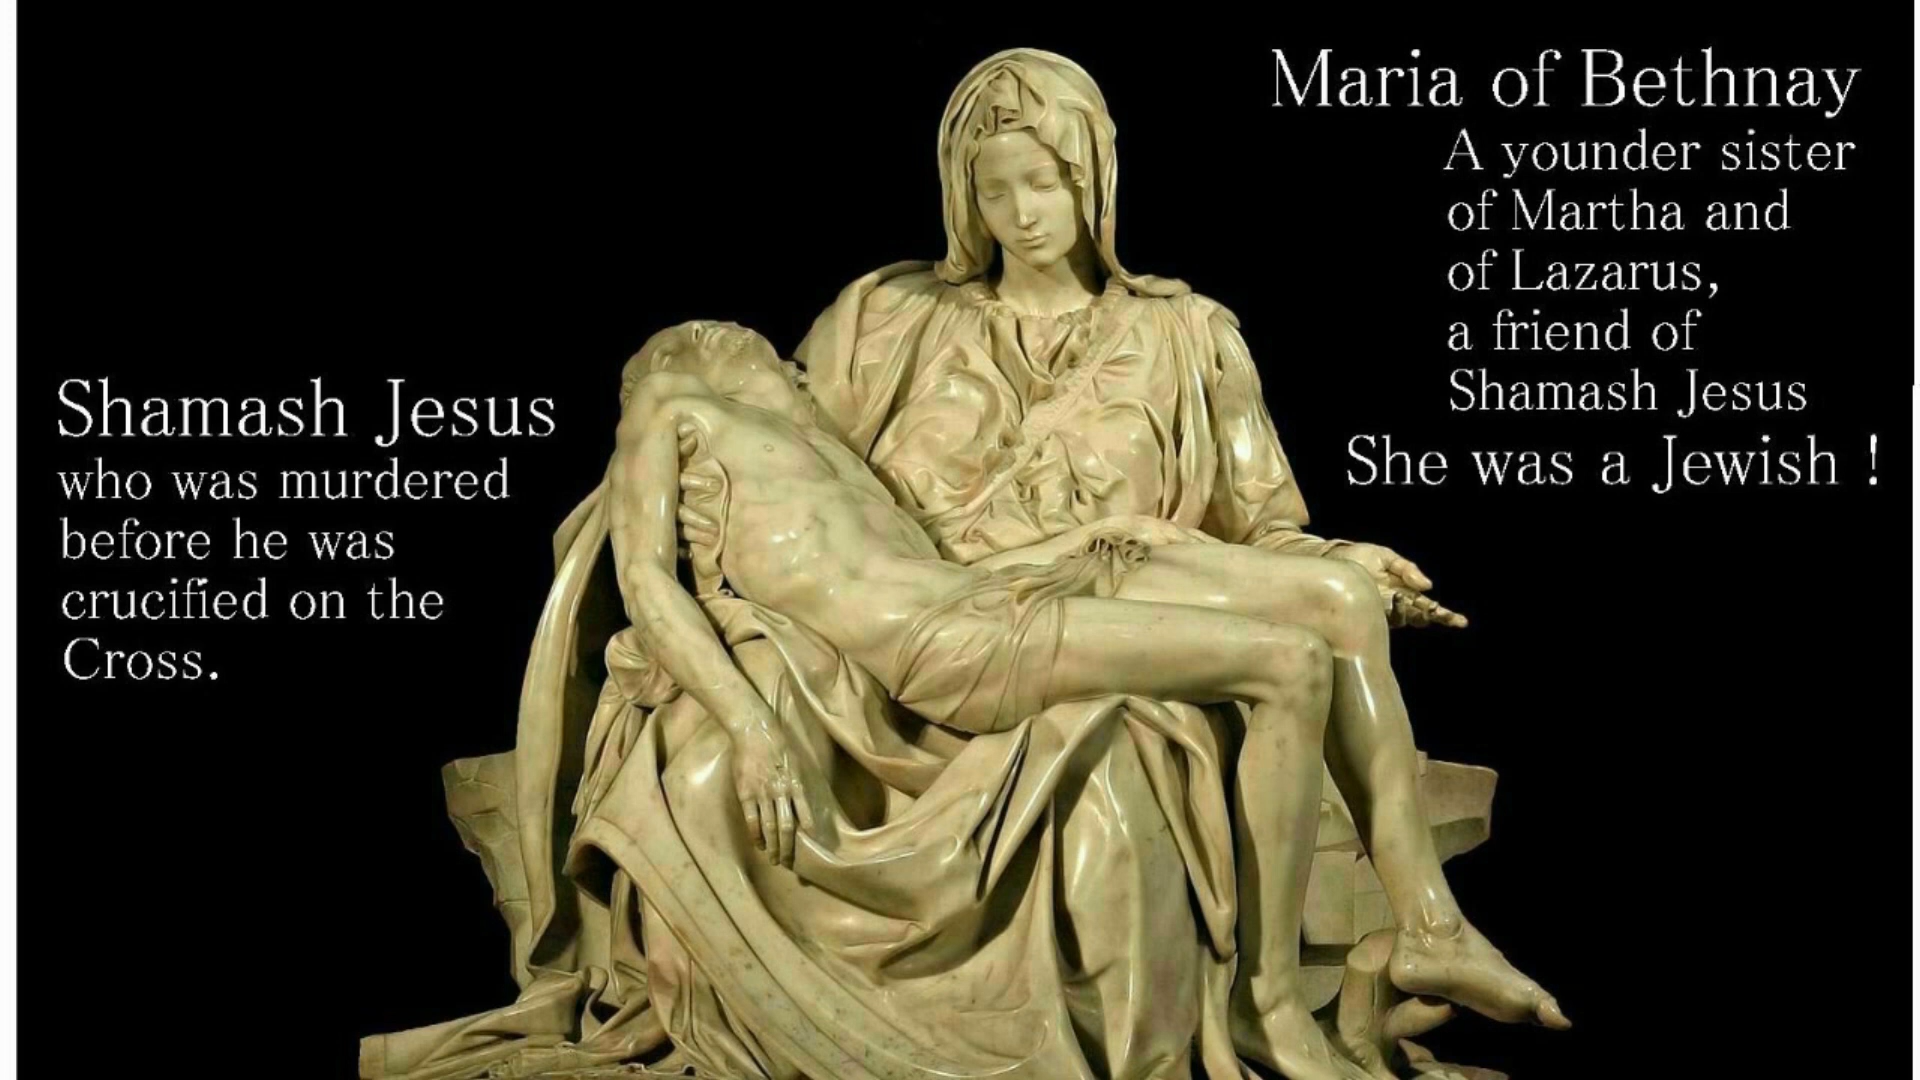 Shamash Jesus
who was murdered
before he was
crucified on the
Cross.
Maria of Bethnay
A younder sister
of Martha and
of Lazarus,
a friend of
Shamash Jesus
She was a Jewish !